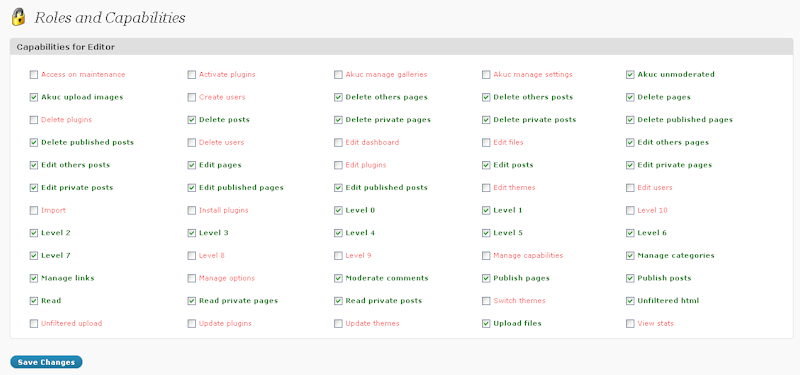 Roles and Capabilities
Capabilities for Editor
Access on maintenance Activate plugins Akuc manage galleries Akuc manage settings Akuc unmoderated
Akuc upload images Create users Delete others pages Delete others posts Delete pages
Delete plugins Delete posts Delete private pages Delete private posts Delete published pages
Delete published posts Delete users Edit dashboard Edit files Edit others pages
Edit others posts Edit pages Edit plugins Edit posts Edit private pages
Edit private posts Edit published pages Edit published posts Edit themes Edit users
Import Install plugins Level 0 Level 1 Level 10
Level 2 Level 3 Level 4 Level 5 Level 6
Level 7 Level 8 Level 9 Manage capabilities Manage categories
Manage links Manage options Moderate comments Publish pages Publish posts
Read Read private pages Read private posts Switch themes Unfiltered html
Unfiltered upload Update plugins Update themes Upload files View stats
Save Changes